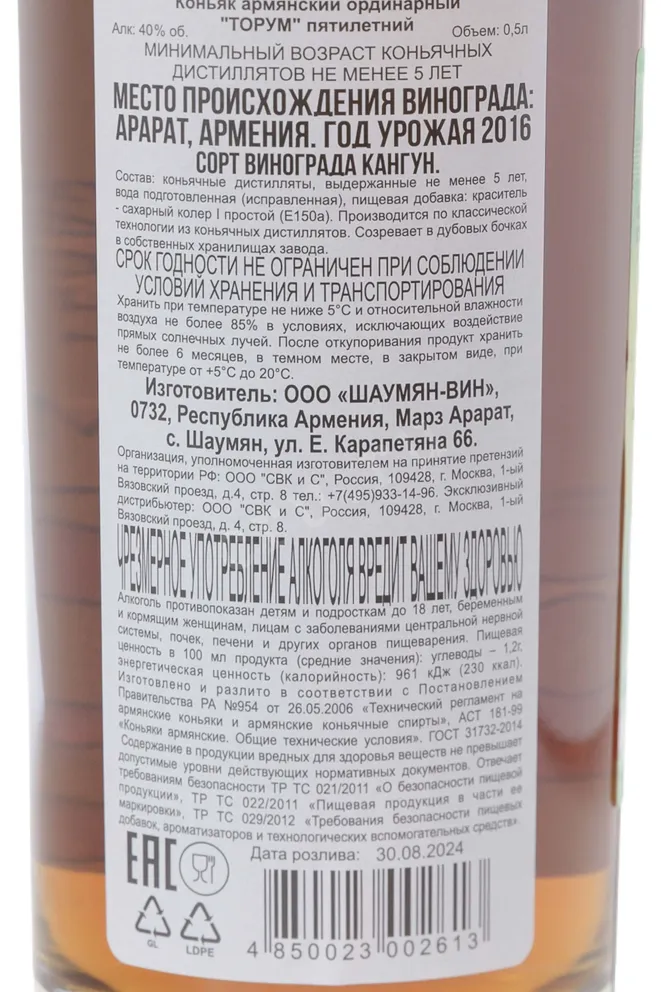 Коньяк армянский ординарный
"ТОРУМ" пятилетний
Алк: 40% об.
Объем: 0,5л
МИНИМАЛЬНЫЙ ВОЗРАСТ КОНЬЯЧНЫХ
ДИСТИЛЛЯТОВ НЕ МЕНЕЕ 5 ЛЕТ
МЕСТО ПРОИСХОЖДЕНИЯ ВИНОГРАДА:
АРАРАТ, АРМЕНИЯ. ГОД УРОЖАЯ 2016
СОРТ ВИНОГРАДА КАНГУН.
Состав: коньячные дистилляты, выдержанные не менее 5 лет,
вода подготовленная (исправленная), пищевая добавка: краситель
- сахарный колер I простой (Е150а). Производится по классической
технологии из коньячных дистиллятов. Созревает в дубовых бочках
в собственных хранилищах завода.
СРОК ГОДНОСТИ НЕ ОГРАНИЧЕН ПРИ СОБЛЮДЕНИИ
УСЛОВИЙ ХРАНЕНИЯ И ТРАНСПОРТИРОВАНИЯ
Хранить при температуре не ниже 5°С и относительной влажности
воздуха не более 85% в условиях, исключающих воздействие
прямых солнечных лучей. После откупоривания продукт хранить
не более 6 месяцев, в темном месте, в закрытом виде, при
температуре от +5°С до 20°С.
Изготовитель: ООО «ШАУМЯН-ВИН»,
0732, Республика Армения, Марз Арарат,
с. Шаумян, ул. Е. Карапетяна 66.
Организация, уполномоченная изготовителем на принятие претензий
на территории РФ: ООО "СВК и С", Россия, 109428, г. Москва, 1-ый
Вязовский проезд, д.4, стр. 8 тел.: +7(495)933-14-96. Эксклюзивный
дистрибьютер: ООО "СВК и С", Россия, 109428, г. Москва, 1-ый
Вязовский проезд, д. 4, стр. 8.
ЧРЕЗМЕРНОЕ УПОТРЕБЛЕНИЕ АЛКОГОЛЯ ВРЕДИТ ВАШЕМУ ЗДОРОВЬЮ
Алкоголь противопоказан детям и подросткам до 18 лет, беременным
и кормящим женщинам, лицам с заболеваниями центральной нервной
системы, почек, печени и других органов пищеварения. Пищевая
ценность в 100 мл продукта (средние значения): углеводы – 1,2г,
энергетическая ценность (калорийность): 961 кДж (230 ккал).
Изготовлено и разлито в соответствии с Постановлением
Правительства РА №954 от 26.05.2006 «Технический регламент на
армянские коньяки и армянские коньячные спирты», АСТ 181-99
«Коньяки армянские. Общие технические условия». ГОСТ 31732-2014
Содержание в продукции вредных для здоровья веществ не превышает
допустимые уровни действующих нормативных документов. Отвечает
требованиям безопасности ТР ТС 021/2011 «О безопасности пищевой
продукции», ТР ТС 022/2011 «Пищевая продукция в части ее
маркировки», ТР ТС 029/2012 «Требования безопасности пищевых
добавок, ароматизаторов и технологических вспомогательных средств».
Дата розлива: 30.08.2024
EAC
GL
LDPE
4 850023 002613